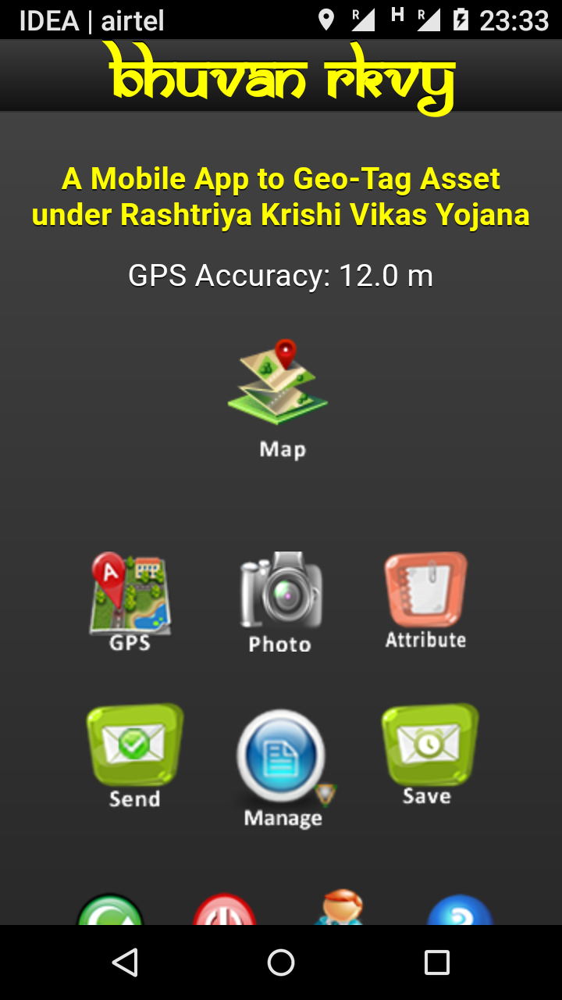 IDEA | airtel R H R 23:33
BHUVAN RKVY
A Mobile App to Geo-Tag Asset
under Rashtriya Krishi Vikas Yojana
GPS Accuracy: 12.0 m
Map
A
GPS Photo Attribute
Send Manage Save
?